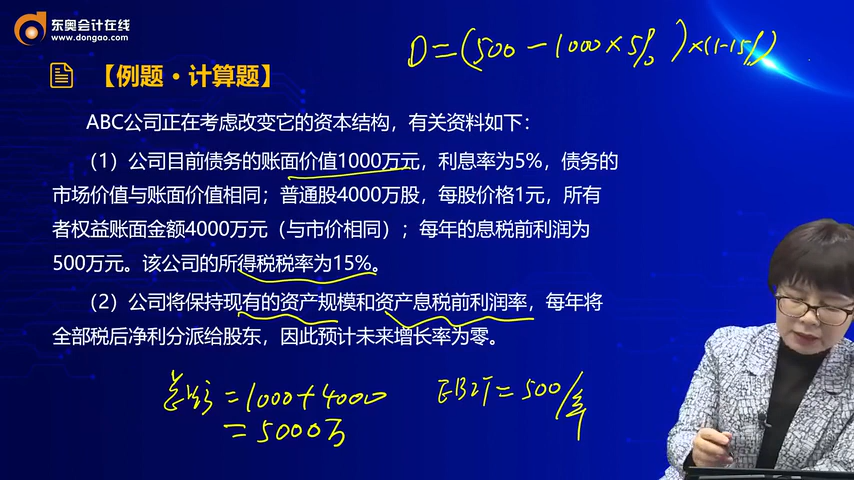 东奥会计在线
www.dongao.com
D=(500-1000×5%)×(1-15%)
【例题·计算题】
ABC公司正在考虑改变它的资本结构，有关资料如下：
（1）公司目前债务的账面价值1000万元，利息率为5%，债务的
市场价值与账面价值相同；普通股4000万股，每股价格1元，所有
者权益账面金额4000万元（与市价相同）；每年的息税前利润为
500万元。该公司的所得税税率为15%。
（2）公司将保持现有的资产规模和资产息税前利润率，每年将
全部税后净利分派给股东，因此预计未来增长率为零。
=1000+4000
=5000万
EBIT=500/年